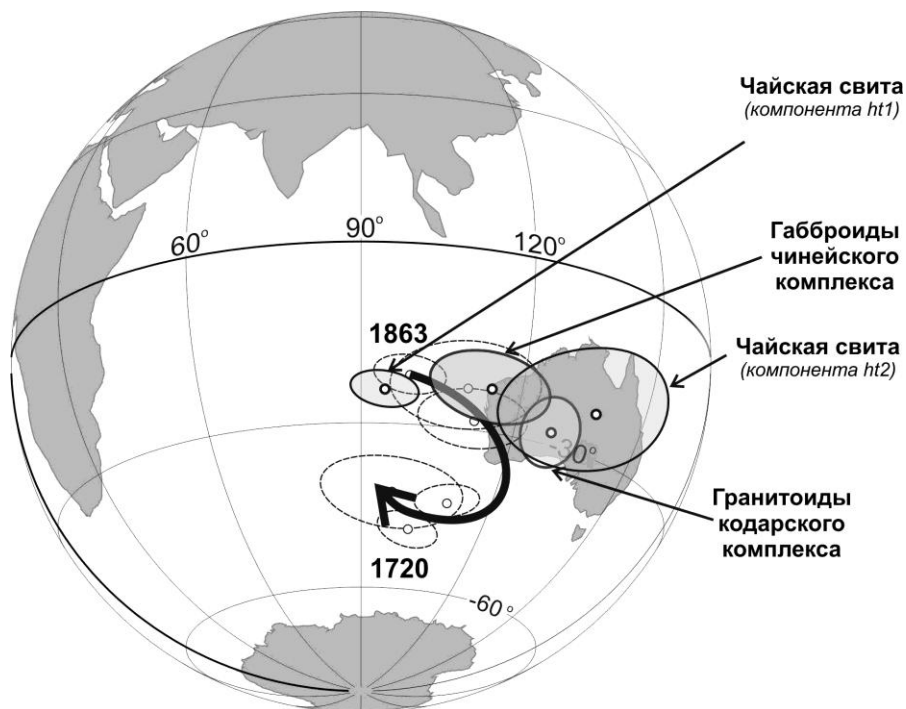 Чайская свита
(компонента ht1)
Габброиды
чинейского
комплекса
60°
90°
120°
1863
Чайская свита
(компонента ht2)
-30°
Гранитоиды
кодарского
комплекса
1720
-60°